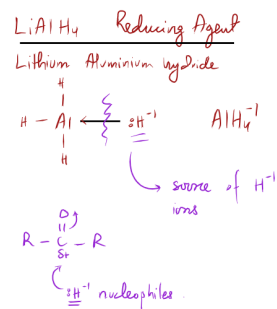 LiAlH4 Reducing Agent
Lithium Aluminium hydride
H
H - Al ← :H⁻¹ AlH4⁻¹
H
source of H⁻¹
ions
O
R - C - R
δ+
:H⁻¹ nucleophiles.